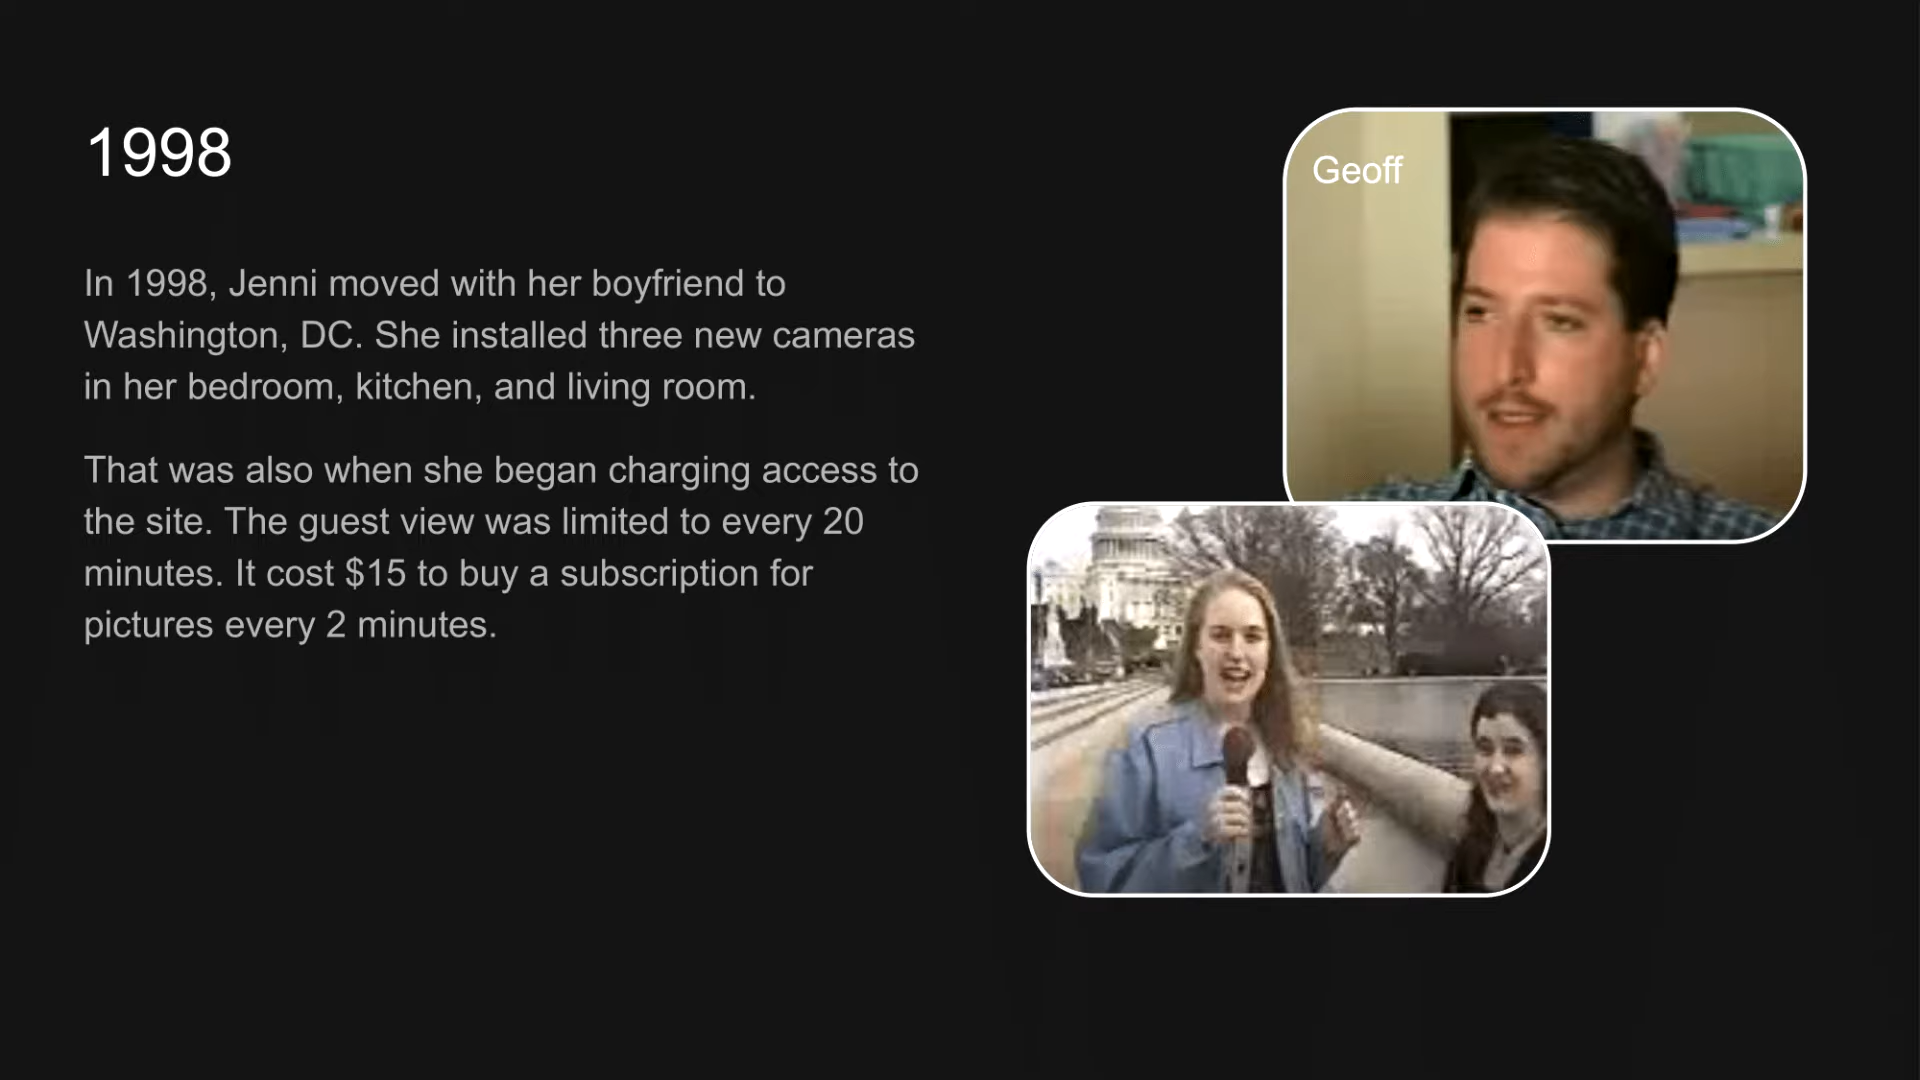 1998
In 1998, Jenni moved with her boyfriend to
Washington, DC. She installed three new cameras
in her bedroom, kitchen, and living room.
That was also when she began charging access to
the site. The guest view was limited to every 20
minutes. It cost $15 to buy a subscription for
pictures every 2 minutes.
Geoff